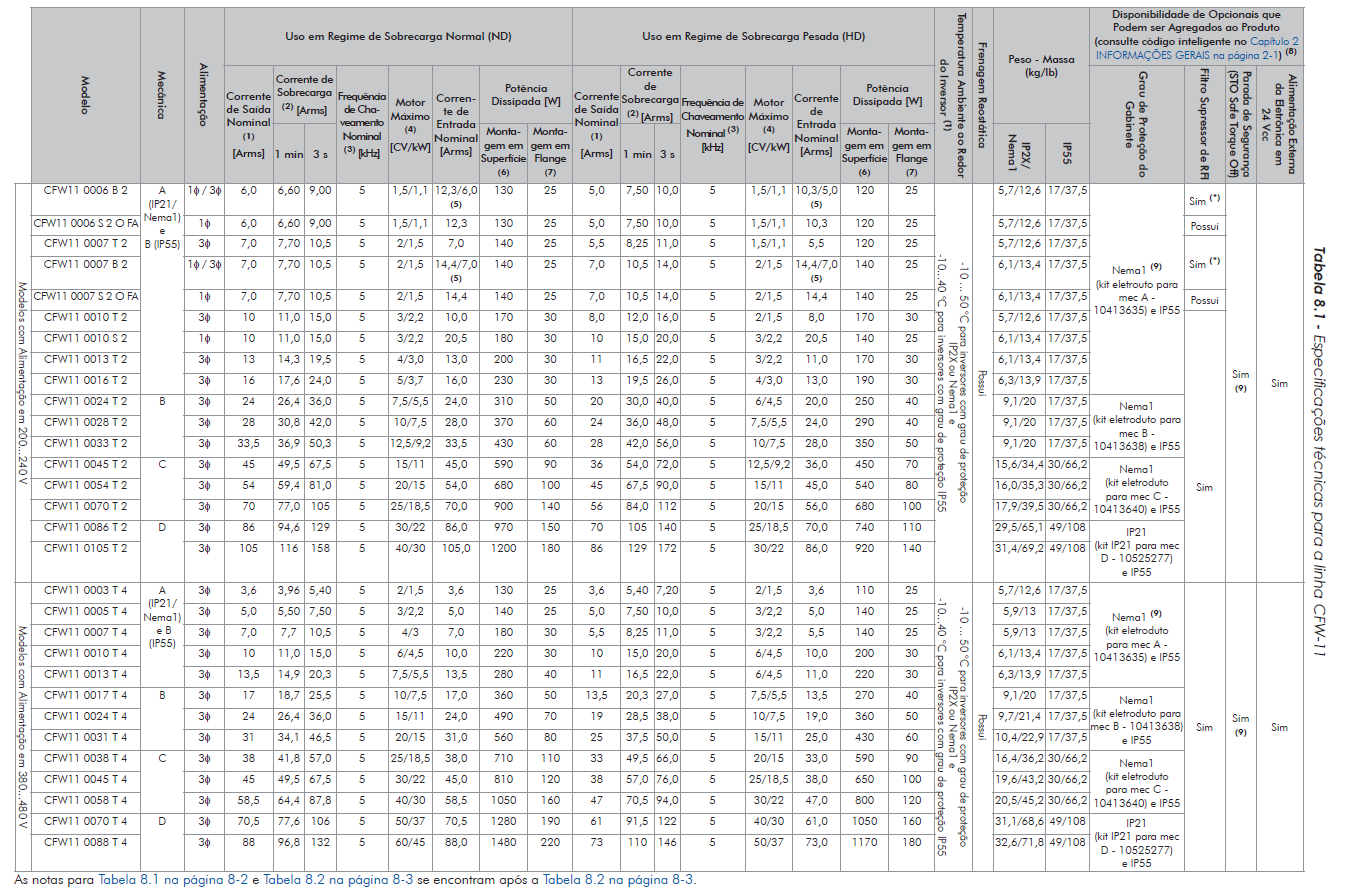 Tabela 8.1 - Especificações técnicas para a linha CFW-11
Modelo
Mecânica
Alimentação
Uso em Regime de Sobrecarga Normal (ND)
Corrente de Saída Nominal (1) [Arms]
Corrente de Sobrecarga (2) [Arms]
1 min 3 s
Frequência de Cha-veamento Nominal (3) [kHz]
Motor Máximo (4) [CV/kW]
Corren-te de Entrada Nominal [Arms]
Potência Dissipada [W]
Monta-gem em Superfície (6)
Monta-gem em Flange (7)
Uso em Regime de Sobrecarga Pesada (HD)
Corrente de Saída Nominal (1) [Arms]
Corrente de Sobrecarga (2) [Arms]
1 min 3 s
Frequência de Chaveamento Nominal (3) [kHz]
Motor Máximo (4) [CV/kW]
Corrente de Entrada Nominal [Arms]
Potência Dissipada [W]
Monta-gem em Superfície (6)
Monta-gem em Flange (7)
Temperatura Ambiente ao Redor do Inversor (1)
Frenagem Reostática
Peso - Massa (kg/lb)
IP2X/ Nema1
IP55
Disponibilidade de Opcionais que
Podem ser Agregados ao Produto
(consulte código inteligente no Capítulo 2
INFORMAÇÕES GERAIS na página 2-1) (8)
Grau de Proteção do Gabinete
Filtro Supressor de RFI
Parada de Segurança (STO Safe Torque Off)
Alimentação Externa da Eletrônica em 24 Vcc
Modelos com Alimentação em 200...240 V
CFW11 0006 B 2 A (IP21/ Nema1) e B (IP55) 1ϕ / 3ϕ 6,0 6,60 9,00 5 1,5/1,1 12,3/6,0 (5) 130 25 5,0 7,50 10,0 5 1,5/1,1 10,3/5,0 (5) 120 25 5,7/12,6 17/37,5 Sim (*)
CFW11 0006 S 2 O FA 1ϕ 6,0 6,60 9,00 5 1,5/1,1 12,3 130 25 5,0 7,50 10,0 5 1,5/1,1 10,3 120 25 5,7/12,6 17/37,5 Possui
CFW11 0007 T 2 3ϕ 7,0 7,70 10,5 5 2/1,5 7,0 140 25 5,5 8,25 11,0 5 1,5/1,1 5,5 120 25 5,7/12,6 17/37,5
CFW11 0007 B 2 1ϕ / 3ϕ 7,0 7,70 10,5 5 2/1,5 14,4/7,0 (5) 140 25 7,0 10,5 14,0 5 2/1,5 14,4/7,0 (5) 140 25 6,1/13,4 17/37,5 Sim (*)
CFW11 0007 S 2 O FA 1ϕ 7,0 7,70 10,5 5 2/1,5 14,4 140 25 7,0 10,5 14,0 5 2/1,5 14,4 140 25 6,1/13,4 17/37,5 Possui
CFW11 0010 T 2 3ϕ 10 11,0 15,0 5 3/2,2 10,0 170 30 8,0 12,0 16,0 5 2/1,5 8,0 170 30 5,7/12,6 17/37,5
CFW11 0010 S 2 1ϕ 10 11,0 15,0 5 3/2,2 20,5 180 30 10 15,0 20,0 5 3/2,2 20,5 140 25 6,1/13,4 17/37,5
CFW11 0013 T 2 3ϕ 13 14,3 19,5 5 4/3,0 13,0 200 30 11 16,5 22,0 5 3/2,2 11,0 170 30 6,1/13,4 17/37,5
CFW11 0016 T 2 3ϕ 16 17,6 24,0 5 5/3,7 16,0 230 30 13 19,5 26,0 5 4/3,0 13,0 190 30 6,3/13,9 17/37,5
Nema1 (9)
(kit eletrouto para
mec A -
10413635) e IP55
CFW11 0024 T 2 B 3ϕ 24 26,4 36,0 5 7,5/5,5 24,0 310 50 20 30,0 40,0 5 6/4,5 20,0 250 40 9,1/20 17/37,5
CFW11 0028 T 2 3ϕ 28 30,8 42,0 5 10/7,5 28,0 370 60 24 36,0 48,0 5 7,5/5,5 24,0 290 40 9,1/20 17/37,5
CFW11 0033 T 2 3ϕ 33,5 36,9 50,3 5 12,5/9,2 33,5 430 60 28 42,0 56,0 5 10/7,5 28,0 350 50 9,1/20 17/37,5
Nema1
(kit eletroduto para
mec B -
10413638) e IP55
CFW11 0045 T 2 C 3ϕ 45 49,5 67,5 5 15/11 45,0 590 90 36 54,0 72,0 5 12,5/9,2 36,0 450 70 15,6/34,4 30/66,2
CFW11 0054 T 2 3ϕ 54 59,4 81,0 5 20/15 54,0 680 100 45 67,5 90,0 5 15/11 45,0 540 80 16,0/35,3 30/66,2
CFW11 0070 T 2 3ϕ 70 77,0 105 5 25/18,5 70,0 900 140 56 84,0 112 5 20/15 56,0 680 100 17,9/39,5 30/66,2
Nema1
(kit eletroduto
para mec C -
10413640) e IP55
CFW11 0086 T 2 D 3ϕ 86 94,6 129 5 30/22 86,0 970 150 70 105 140 5 25/18,5 70,0 740 110 29,5/65,1 49/108
CFW11 0105 T 2 3ϕ 105 116 158 5 40/30 105,0 1200 180 86 129 172 5 30/22 86,0 920 140 31,4/69,2 49/108
IP21
(kit IP21 para mec
D - 10525277)
e IP55
-10 ... 50 °C para inversores com grau de proteção IP2X ou Nema1 e
-10...40 °C para inversores com grau de proteção IP55
Possui
Sim
Sim (9)
Sim
Modelos com Alimentação em 380...480 V
CFW11 0003 T 4 A (IP21/ Nema1) e B (IP55) 3ϕ 3,6 3,96 5,40 5 2/1,5 3,6 130 25 3,6 5,40 7,20 5 2/1,5 3,6 110 25 5,7/12,6 17/37,5
CFW11 0005 T 4 3ϕ 5,0 5,50 7,50 5 3/2,2 5,0 140 25 5,0 7,50 10,0 5 3/2,2 5,0 140 25 5,9/13 17/37,5
CFW11 0007 T 4 3ϕ 7,0 7,7 10,5 5 4/3 7,0 180 30 5,5 8,25 11,0 5 3/2,2 5,5 140 25 5,9/13 17/37,5
CFW11 0010 T 4 3ϕ 10 11,0 15,0 5 6/4,5 10,0 220 30 10 15,0 20,0 5 6/4,5 10,0 200 30 6,1/13,4 17/37,5
CFW11 0013 T 4 3ϕ 13,5 14,9 20,3 5 7,5/5,5 13,5 280 40 11 16,5 22,0 5 6/4,5 11,0 220 30 6,3/13,9 17/37,5
Nema1 (9)
(kit eletroduto
para mec A -
10413635) e IP55
CFW11 0017 T 4 B 3ϕ 17 18,7 25,5 5 10/7,5 17,0 360 50 13,5 20,3 27,0 5 7,5/5,5 13,5 270 40 9,1/20 17/37,5
CFW11 0024 T 4 3ϕ 24 26,4 36,0 5 15/11 24,0 490 70 19 28,5 38,0 5 10/7,5 19,0 360 50 9,7/21,4 17/37,5
CFW11 0031 T 4 3ϕ 31 34,1 46,5 5 20/15 31,0 560 80 25 37,5 50,0 5 15/11 25,0 430 60 10,4/22,9 17/37,5
Nema1
(kit eletroduto para
mec B - 10413638)
e IP55
CFW11 0038 T 4 C 3ϕ 38 41,8 57,0 5 25/18,5 38,0 710 110 33 49,5 66,0 5 20/15 33,0 590 90 16,4/36,2 30/66,2
CFW11 0045 T 4 3ϕ 45 49,5 67,5 5 30/22 45,0 810 120 38 57,0 76,0 5 25/18,5 38,0 650 100 19,6/43,2 30/66,2
CFW11 0058 T 4 3ϕ 58,5 64,4 87,8 5 40/30 58,5 1050 160 47 70,5 94,0 5 30/22 47,0 800 120 20,5/45,2 30/66,2
Nema1
(kit eletroduto
para mec C -
10413640) e IP55
CFW11 0070 T 4 D 3ϕ 70,5 77,6 106 5 50/37 70,5 1280 190 61 91,5 122 5 40/30 61,0 1050 160 31,1/68,6 49/108
CFW11 0088 T 4 3ϕ 88 96,8 132 5 60/45 88,0 1480 220 73 110 146 5 50/37 73,0 1170 180 32,6/71,8 49/108
IP21
(kit IP21 para mec
D - 10525277)
e IP55
-10 ... 50 °C para inversores com grau de proteção IP2X ou Nema1 e
-10...40 °C para inversores com grau de proteção IP55
Possui
Sim
Sim (9)
Sim
As notas para Tabela 8.1 na página 8-2 e Tabela 8.2 na página 8-3 se encontram após a Tabela 8.2 na página 8-3.